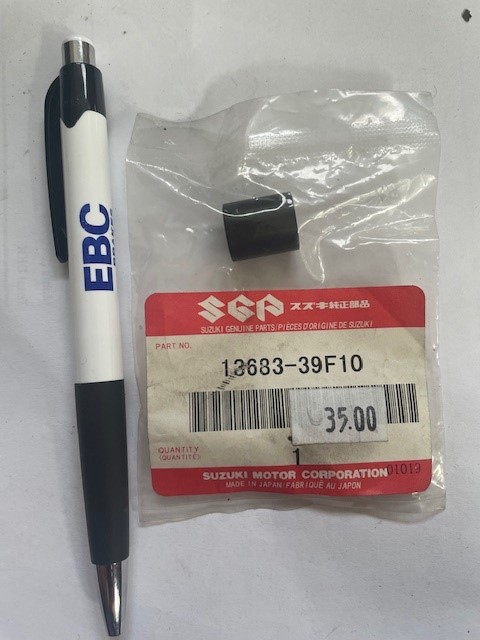 EBC
BRAKES
SGP スズキ純正部品
SUZUKI GENUINE PARTS/PIÈCES D'ORIGINE DE SUZUKI
PART NO.
13683-39F10
35.00
QUANTITY
(QUANTITÉ)
1
SUZUKI MOTOR CORPORATION
MADE IN JAPAN/FABRIQUÉ AU JAPON